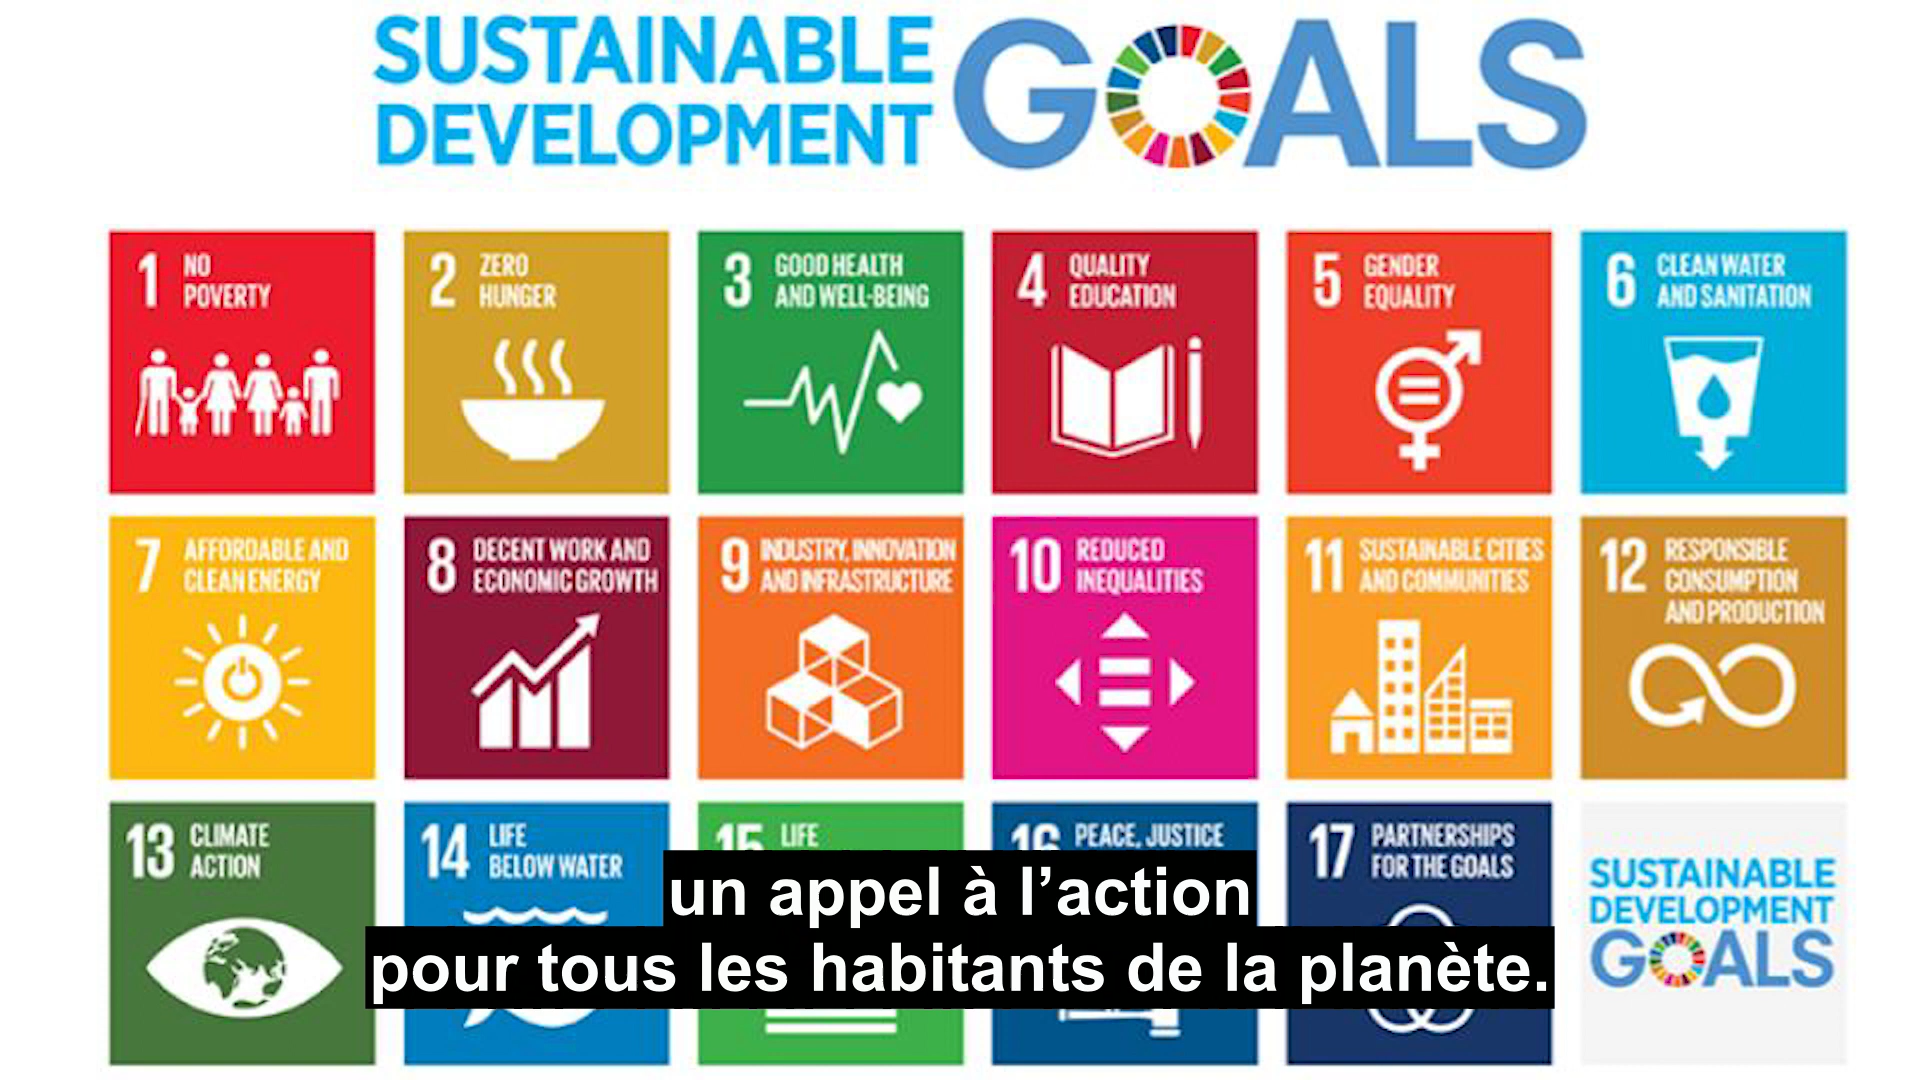 SUSTAINABLE
DEVELOPMENT
GOALS
1 NO
POVERTY
2 ZERO
HUNGER
3 GOOD HEALTH
AND WELL-BEING
4 QUALITY
EDUCATION
5 GENDER
EQUALITY
6 CLEAN WATER
AND SANITATION
7 AFFORDABLE AND
CLEAN ENERGY
8 DECENT WORK AND
ECONOMIC GROWTH
9 INDUSTRY, INNOVATION
AND INFRASTRUCTURE
10 REDUCED
INEQUALITIES
11 SUSTAINABLE CITIES
AND COMMUNITIES
12 RESPONSIBLE
CONSUMPTION
AND PRODUCTION
13 CLIMATE
ACTION
14 LIFE
BELOW WATER
15 LIFE
16 PEACE, JUSTICE
17 PARTNERSHIPS
FOR THE GOALS
SUSTAINABLE
DEVELOPMENT
GOALS
un appel à l’action
pour tous les habitants de la planète.